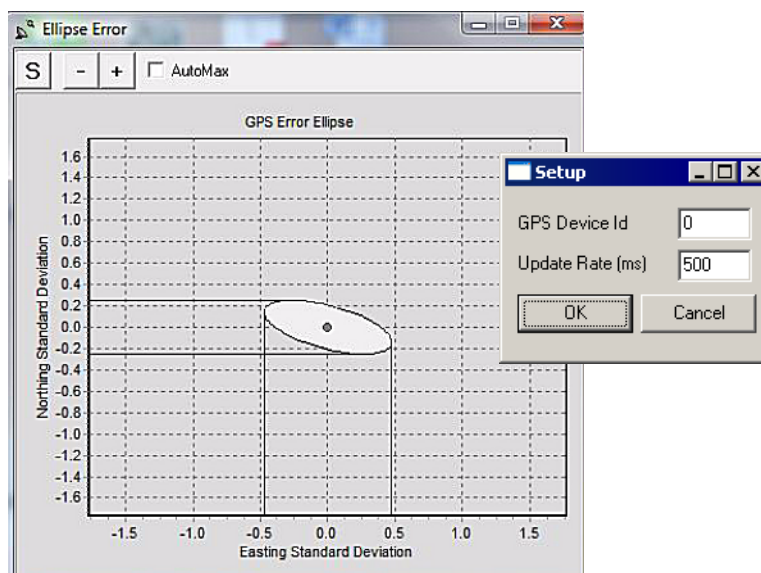 Ellipse Error
S - + AutoMax
GPS Error Ellipse
1.6
1.4
1.2
1.0
0.8
0.6
0.4
0.2
0.0
-0.2
-0.4
-0.6
-0.8
-1.0
-1.2
-1.4
-1.6
Northing Standard Deviation
-1.5 -1.0 -0.5 0.0 0.5 1.0 1.5
Easting Standard Deviation
Setup
GPS Device Id 0
Update Rate (ms) 500
OK Cancel